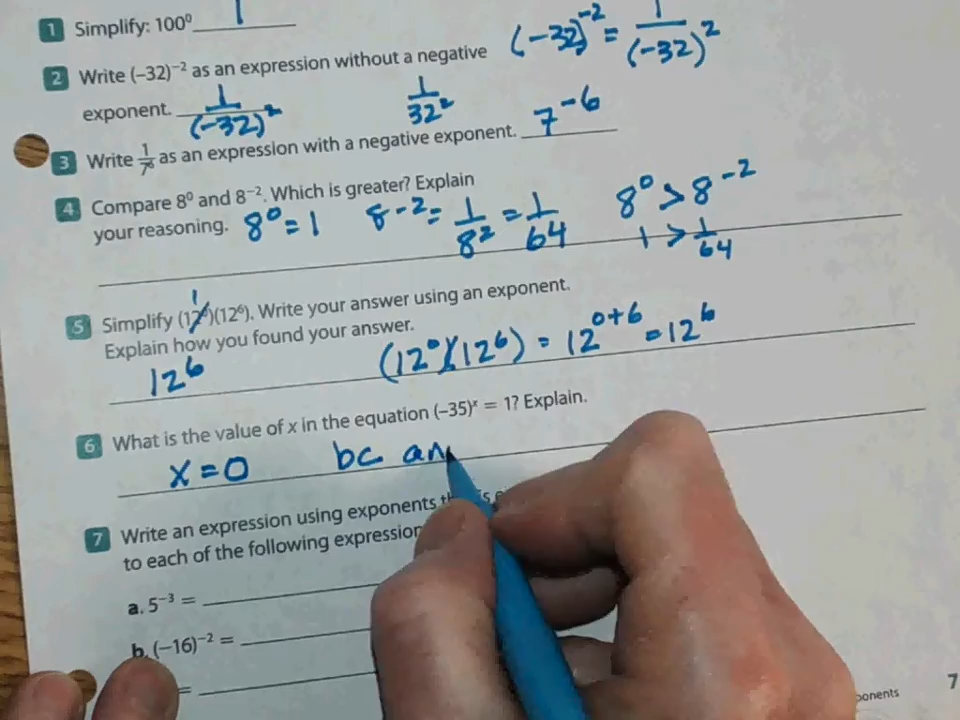 1 Simplify: 100⁰ 1
(-32)⁻² = 1/(-32)²
2 Write (–32)⁻² as an expression without a negative
exponent. 1/(-32)² 1/32²
3 Write 1/7⁶ as an expression with a negative exponent. 7⁻⁶
4 Compare 8⁰ and 8⁻². Which is greater? Explain
your reasoning. 8⁰ = 1 8⁻² = 1/8² = 1/64 8⁰ > 8⁻²
1 > 1/64
1
5 Simplify (12⁰)(12⁶). Write your answer using an exponent.
Explain how you found your answer.
12⁶ (12⁰)(12⁶) = 12⁰⁺⁶ = 12⁶
6 What is the value of x in the equation (–35)ˣ = 1? Explain.
x = 0 bc an
7 Write an expression using exponents
to each of the following
a. 5⁻³ =
b. (–16)⁻² =
=
7